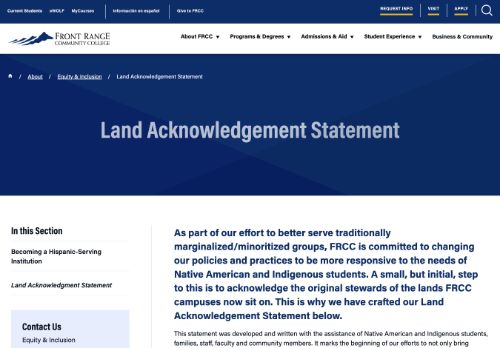 Current Students eWOLF MyCourses Información en español Give to FRCC
REQUEST INFO VISIT APPLY
FRONT RANGE
COMMUNITY COLLEGE
About FRCC Programs & Degrees Admissions & Aid Student Experience Business & Community
/ About / Equity & Inclusion / Land Acknowledgement Statement
Land Acknowledgement Statement
In this Section
Becoming a Hispanic-Serving
Institution
Land Acknowledgment Statement
Contact Us
Equity & Inclusion
As part of our effort to better serve traditionally
marginalized/minoritized groups, FRCC is committed to changing
our policies and practices to be more responsive to the needs of
Native American and Indigenous students. A small, but initial, step
to this is to acknowledge the original stewards of the lands FRCC
campuses now sit on. This is why we have crafted our Land
Acknowledgement Statement below.
This statement was developed and written with the assistance of Native American and Indigenous students,
families, staff, faculty and community members. It marks the beginning of our efforts to not only bring